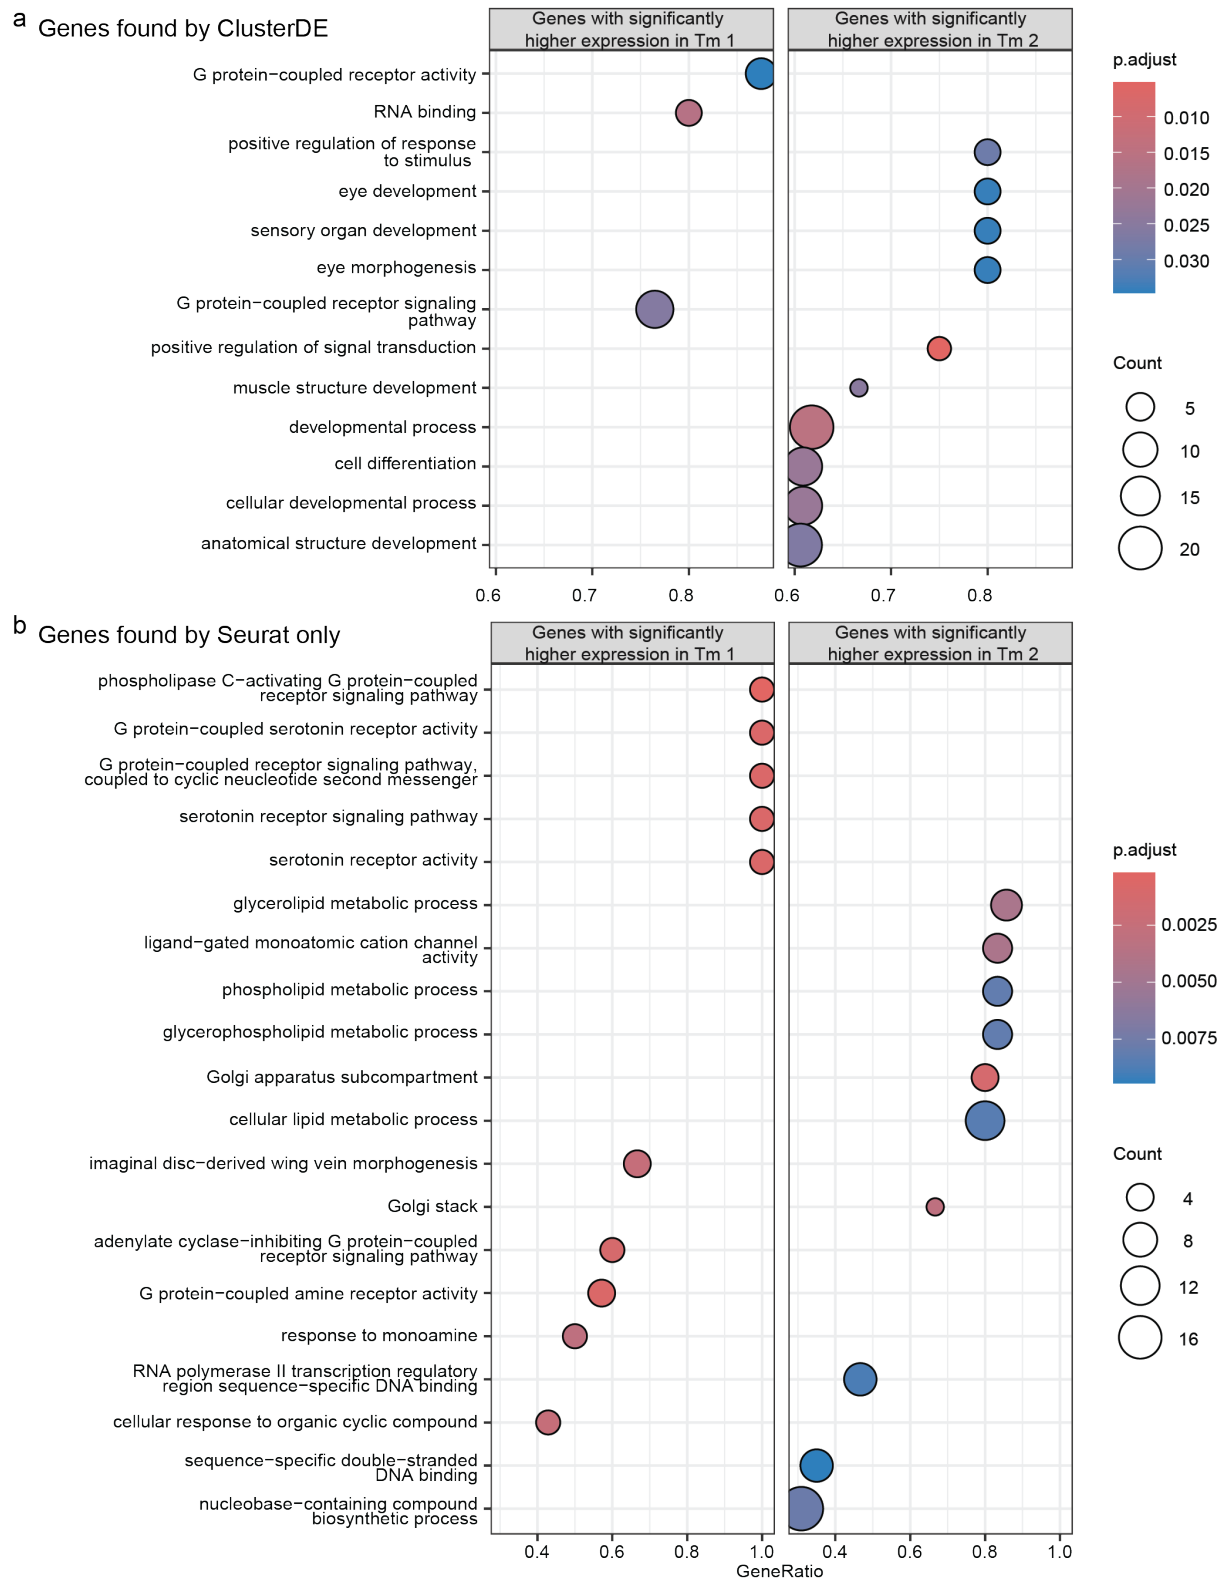 a
Genes found by ClusterDE
Genes with significantly
higher expression in Tm 1
Genes with significantly
higher expression in Tm 2
G protein−coupled receptor activity
RNA binding
positive regulation of response
to stimulus
eye development
sensory organ development
eye morphogenesis
G protein−coupled receptor signaling
pathway
positive regulation of signal transduction
muscle structure development
developmental process
cell differentiation
cellular developmental process
anatomical structure development
0.6
0.7
0.8
0.6
0.7
0.8
p.adjust
0.010
0.015
0.020
0.025
0.030
Count
5
10
15
20
b
Genes found by Seurat only
Genes with significantly
higher expression in Tm 1
Genes with significantly
higher expression in Tm 2
phospholipase C−activating G protein−coupled
receptor signaling pathway
G protein−coupled serotonin receptor activity
G protein−coupled receptor signaling pathway,
coupled to cyclic neucleotide second messenger
serotonin receptor signaling pathway
serotonin receptor activity
glycerolipid metabolic process
ligand−gated monoatomic cation channel
activity
phospholipid metabolic process
glycerophospholipid metabolic process
Golgi apparatus subcompartment
cellular lipid metabolic process
imaginal disc−derived wing vein morphogenesis
Golgi stack
adenylate cyclase−inhibiting G protein−coupled
receptor signaling pathway
G protein−coupled amine receptor activity
response to monoamine
RNA polymerase II transcription regulatory
region sequence−specific DNA binding
cellular response to organic cyclic compound
sequence−specific double−stranded
DNA binding
nucleobase−containing compound
biosynthetic process
0.4
0.6
0.8
1.0
0.4
0.6
0.8
1.0
GeneRatio
p.adjust
0.0025
0.0050
0.0075
Count
4
8
12
16